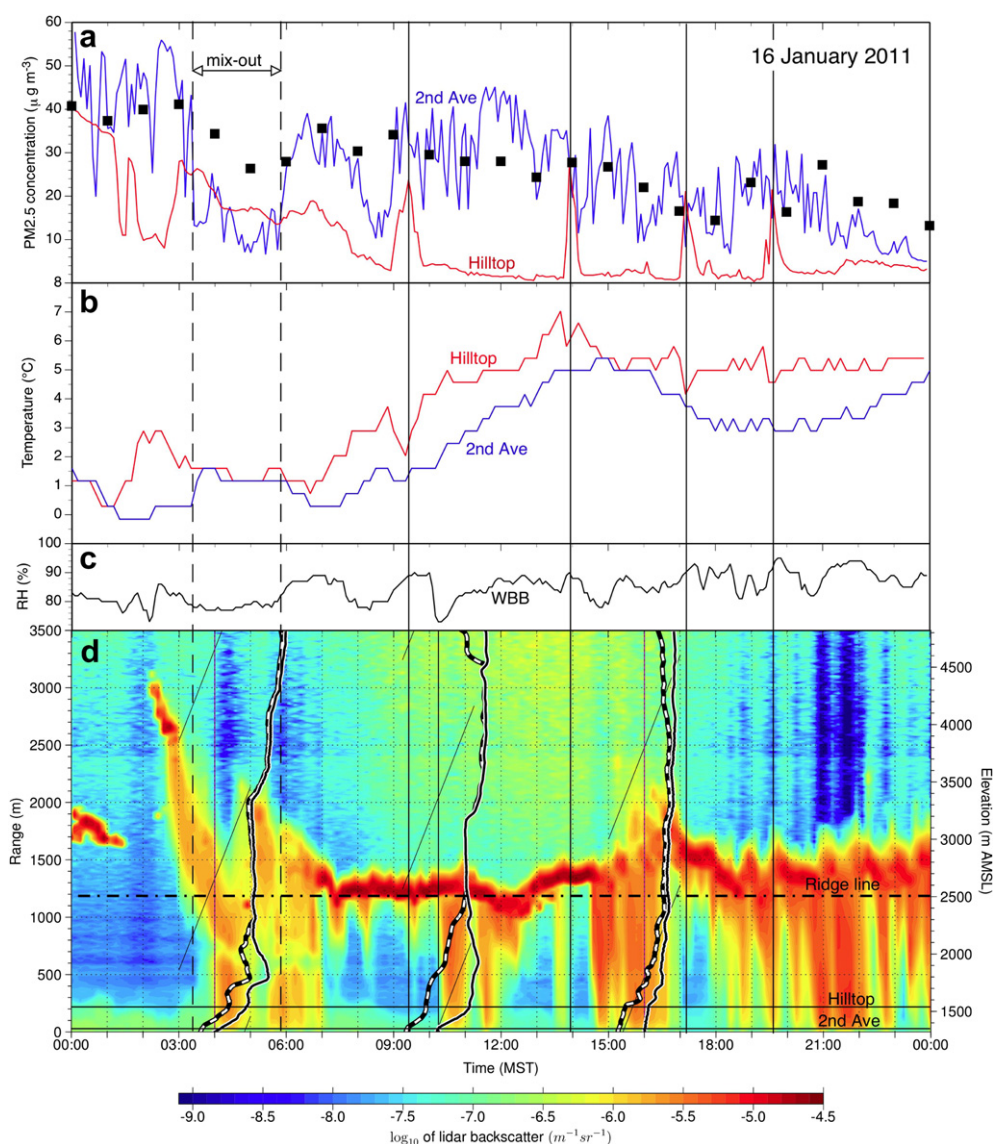 a
mix-out
16 January 2011
2nd Ave
Hilltop
PM2.5 concentration (μ g m-3)
60
50
40
30
20
10
8
b
Hilltop
2nd Ave
Temperature (°C)
7
6
5
4
3
2
1
0
c
WBB
RH (%)
100
90
80
d
Ridge line
Hilltop
2nd Ave
Range (m)
3500
3000
2500
2000
1500
1000
500
0
Elevation (m AMSL)
4500
4000
3500
3000
2500
2000
1500
00:00 03:00 06:00 09:00 12:00 15:00 18:00 21:00 00:00
Time (MST)
-9.0 -8.5 -8.0 -7.5 -7.0 -6.5 -6.0 -5.5 -5.0 -4.5
log10 of lidar backscatter (m−1sr−1)